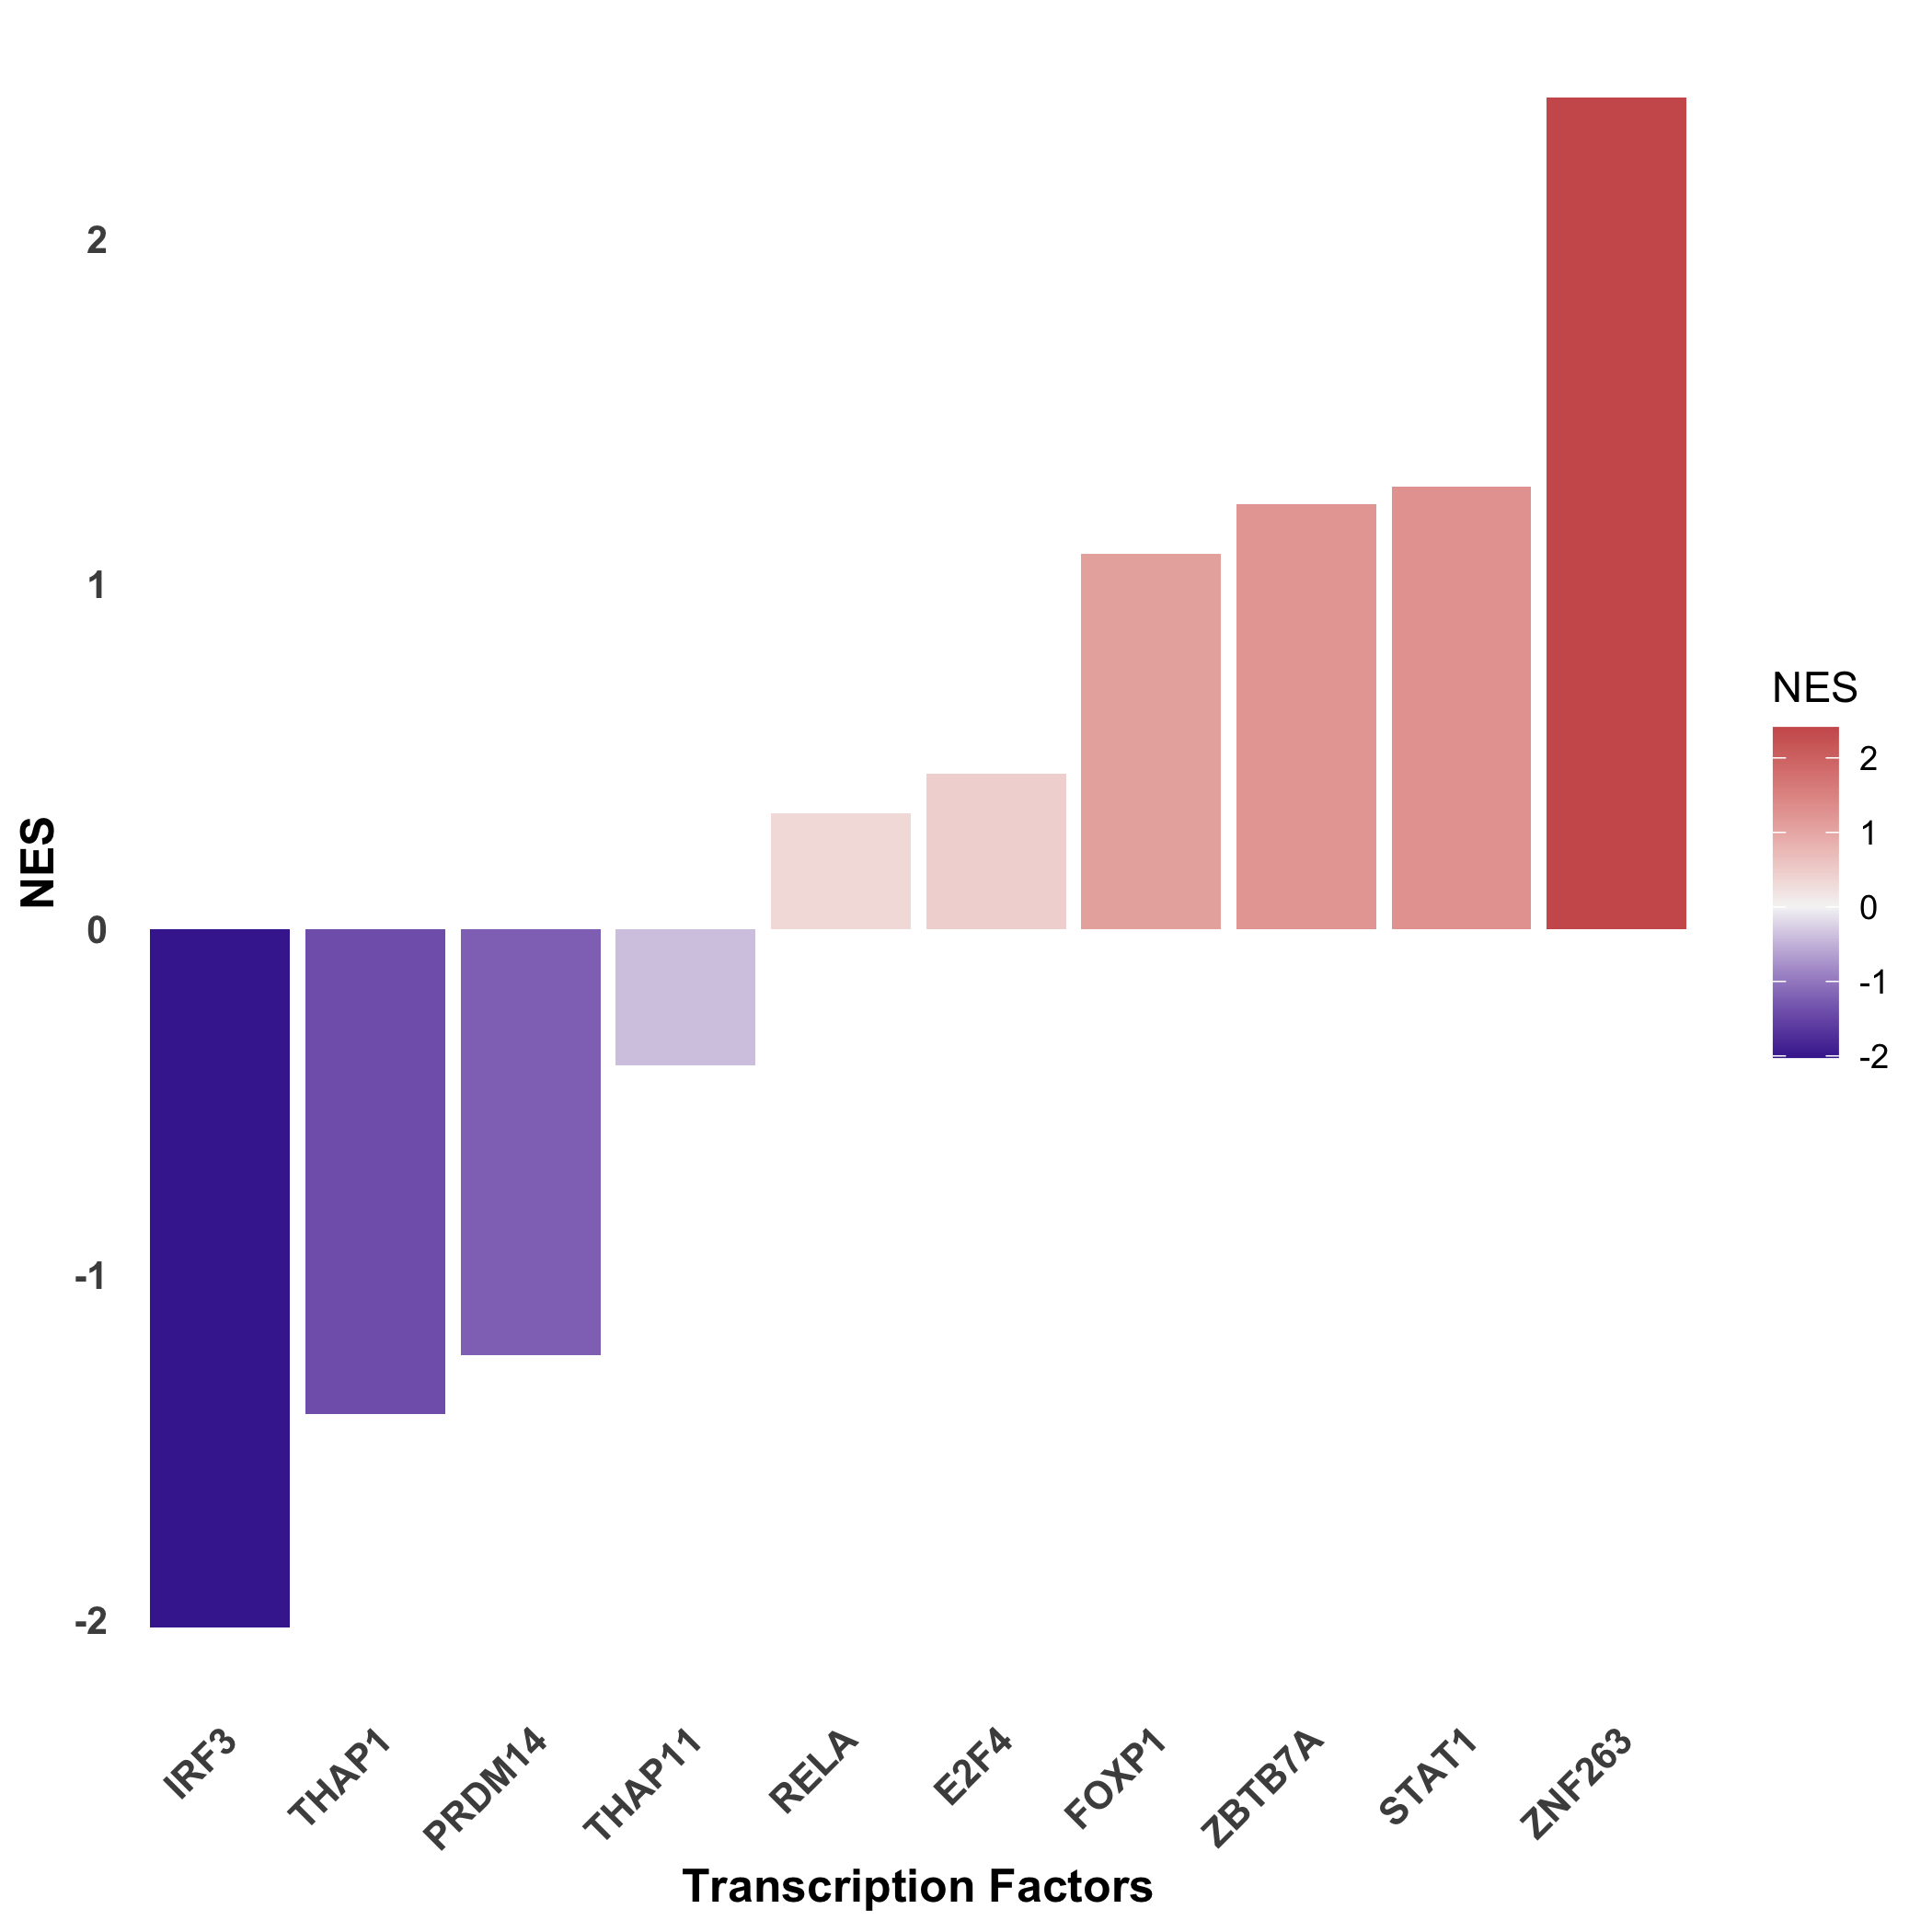 2
1
0
-1
-2
NES
IRF3
THAP1
PRDM14
THAP11
RELA
E2F4
FOXP1
ZBTB7A
STAT1
ZNF263
Transcription Factors
NES
2
1
0
-1
-2